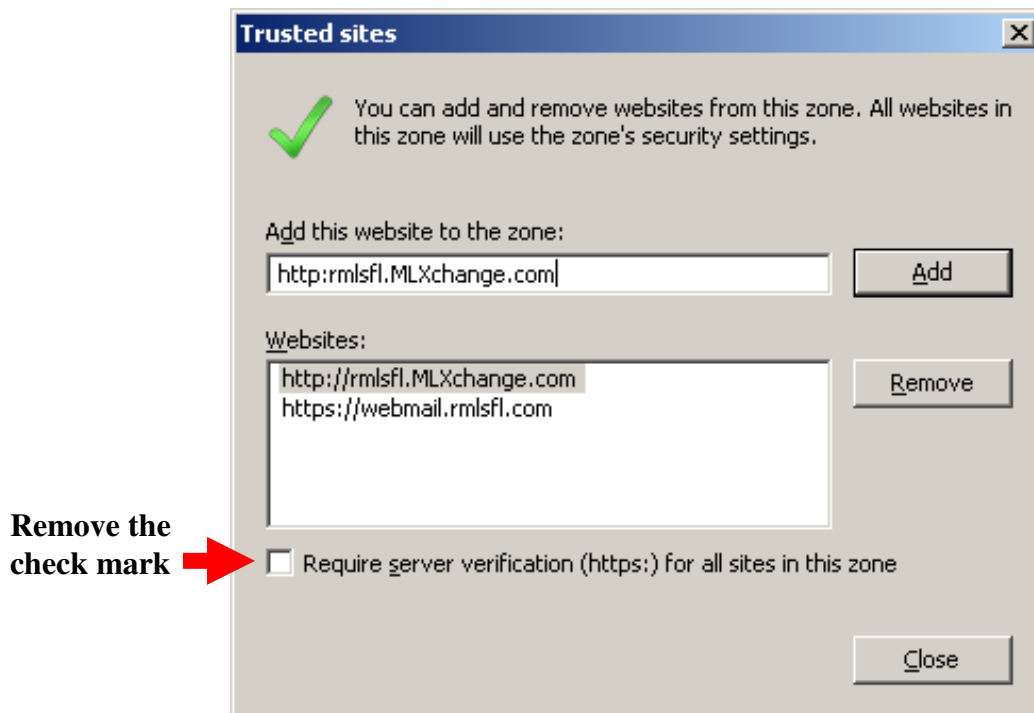 Trusted sites
You can add and remove websites from this zone. All websites in
this zone will use the zone's security settings.
Add this website to the zone:
http:rmlsfl.MLXchange.com
Add
Websites:
http://rmlsfl.MLXchange.com
https://webmail.rmlsfl.com
Remove
Remove the
check mark
Require server verification (https:) for all sites in this zone
Close